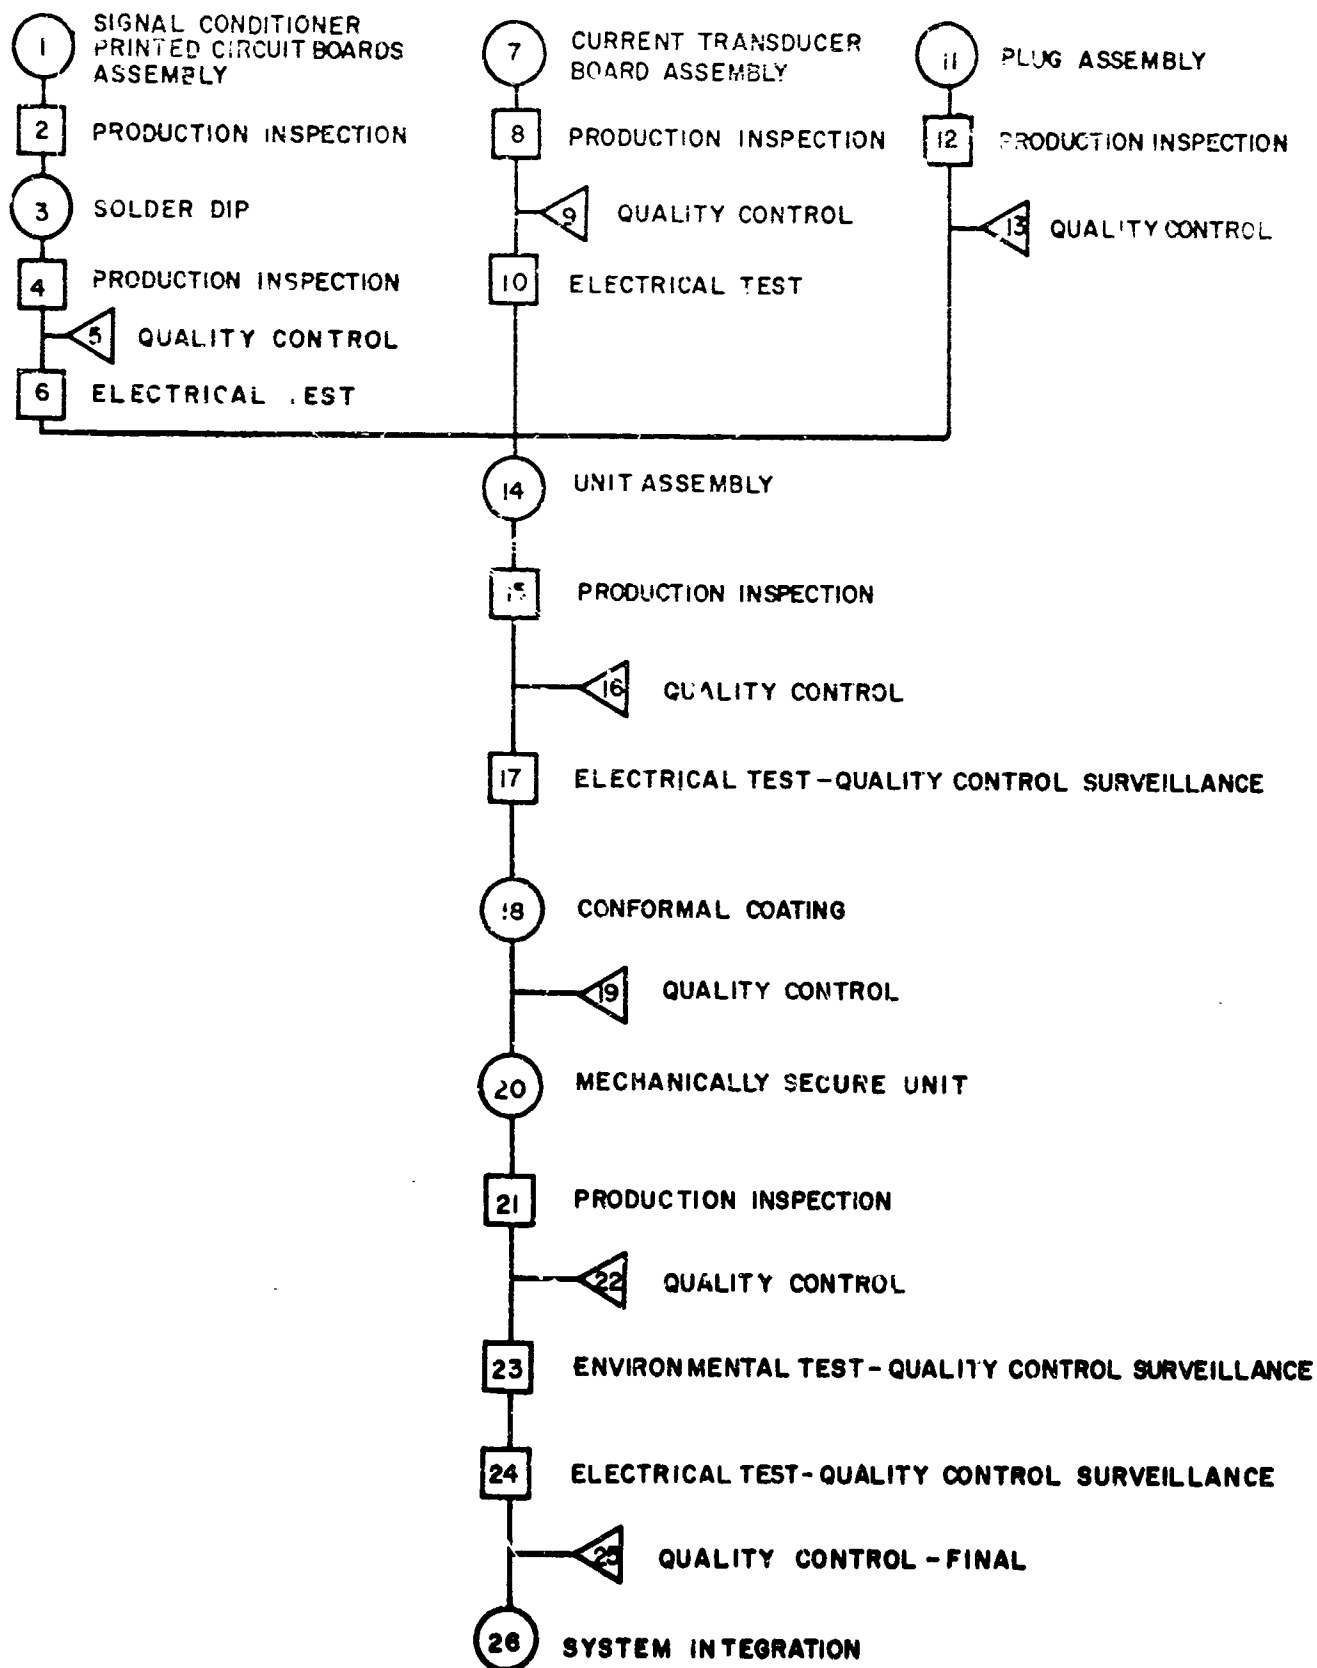 1 SIGNAL CONDITIONER
PRINTED CIRCUIT BOARDS
ASSEMBLY
2 PRODUCTION INSPECTION
3 SOLDER DIP
4 PRODUCTION INSPECTION
5 QUALITY CONTROL
6 ELECTRICAL TEST
7 CURRENT TRANSDUCER
BOARD ASSEMBLY
8 PRODUCTION INSPECTION
9 QUALITY CONTROL
10 ELECTRICAL TEST
11 PLUG ASSEMBLY
12 PRODUCTION INSPECTION
13 QUALITY CONTROL
14 UNIT ASSEMBLY
15 PRODUCTION INSPECTION
16 QUALITY CONTROL
17 ELECTRICAL TEST-QUALITY CONTROL SURVEILLANCE
18 CONFORMAL COATING
19 QUALITY CONTROL
20 MECHANICALLY SECURE UNIT
21 PRODUCTION INSPECTION
22 QUALITY CONTROL
23 ENVIRONMENTAL TEST-QUALITY CONTROL SURVEILLANCE
24 ELECTRICAL TEST-QUALITY CONTROL SURVEILLANCE
25 QUALITY CONTROL-FINAL
26 SYSTEM INTEGRATION